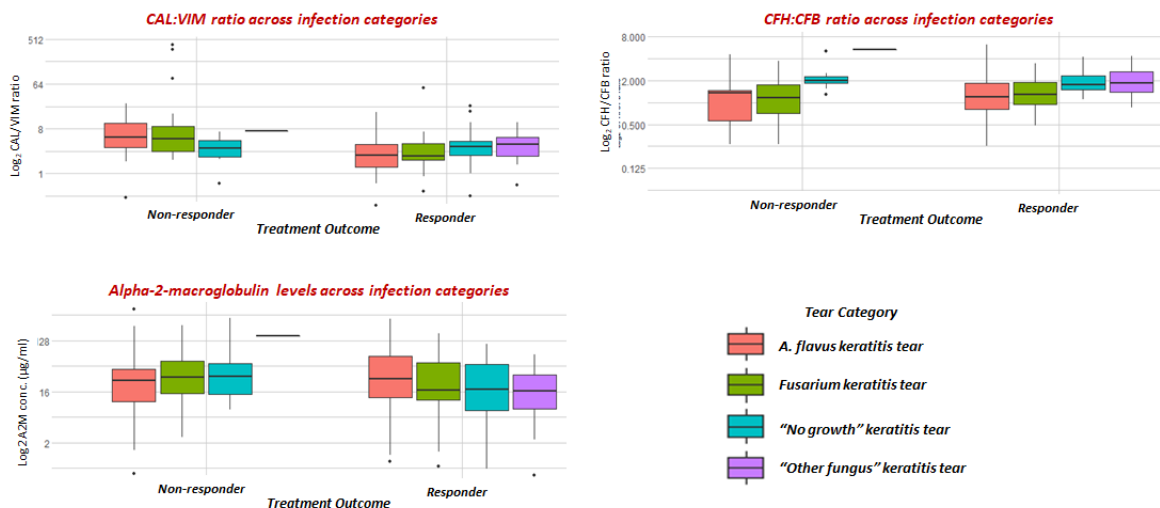 CAL:VIM ratio across infection categories
512
64
8
1
Log2 CAL/VIM ratio
Non-responder
Responder
Treatment Outcome
CFH:CFB ratio across infection categories
8.000
2.000
0.500
0.125
Log2 CFH/CFB ratio
Non-responder
Responder
Treatment Outcome
Alpha-2-macroglobulin levels across infection categories
28
16
2
Log2 A2M conc. (µg/ml)
Non-responder
Responder
Treatment Outcome
Tear Category
A. flavus keratitis tear
Fusarium keratitis tear
“No growth” keratitis tear
“Other fungus” keratitis tear